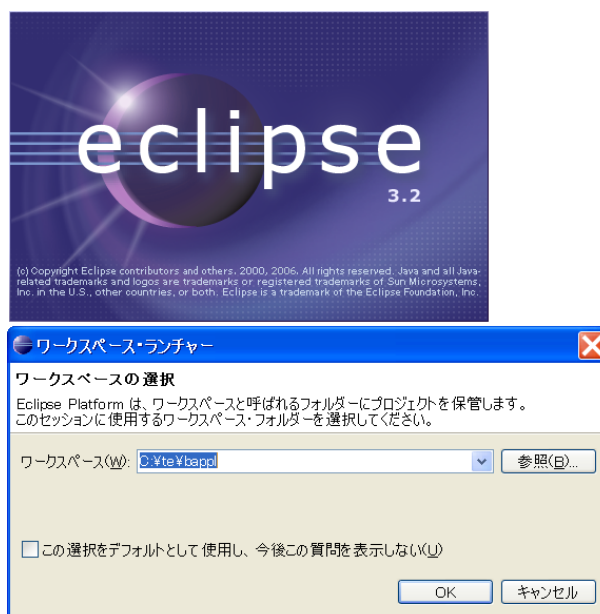 eclipse
3.2
(c) Copyright Eclipse contributors and others. 2000, 2006. All rights reserved. Java and all Java-
related trademarks and logos are trademarks or registered trademarks of Sun Microsystems,
Inc. in the U.S., other countries, or both. Eclipse is a trademark of the Eclipse Foundation, Inc.
ワークスペース・ランチャー
ワークスペースの選択
Eclipse Platform は、ワークスペースと呼ばれるフォルダーにプロジェクトを保管します。
このセッションに使用するワークスペース・フォルダーを選択してください。
ワークスペース(W): C:¥te¥bappl 参照(B)...
この選択をデフォルトとして使用し、今後この質問を表示しない(U)
OK キャンセル